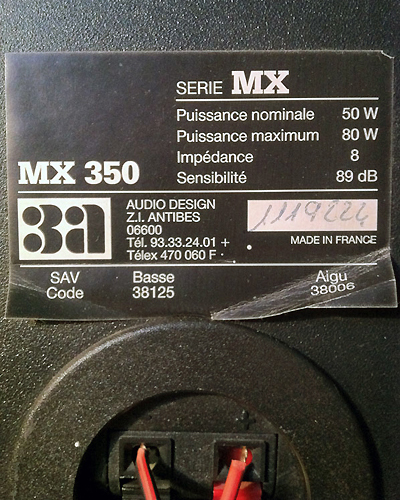 SERIE MX
Puissance nominale 50 W
Puissance maximum 80 W
Impédance 8
Sensibilité 89 dB
MX 350
3a
AUDIO DESIGN
Z.I. ANTIBES
06600
Tél. 93.33.24.01 +
Télex 470 060 F
1119224
MADE IN FRANCE
SAV Basse Aigu
Code 38125 38006
+